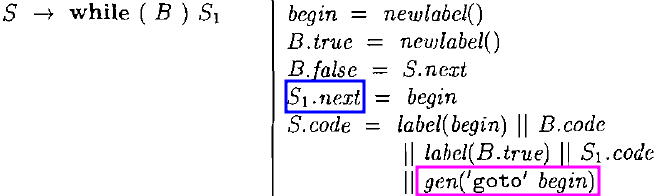 S → while ( B ) S₁ begin = newlabel()
B.true = newlabel()
B.false = S.next
S₁.next = begin
S.code = label(begin) || B.code
|| label(B.true) || S₁.code
|| gen('goto' begin)